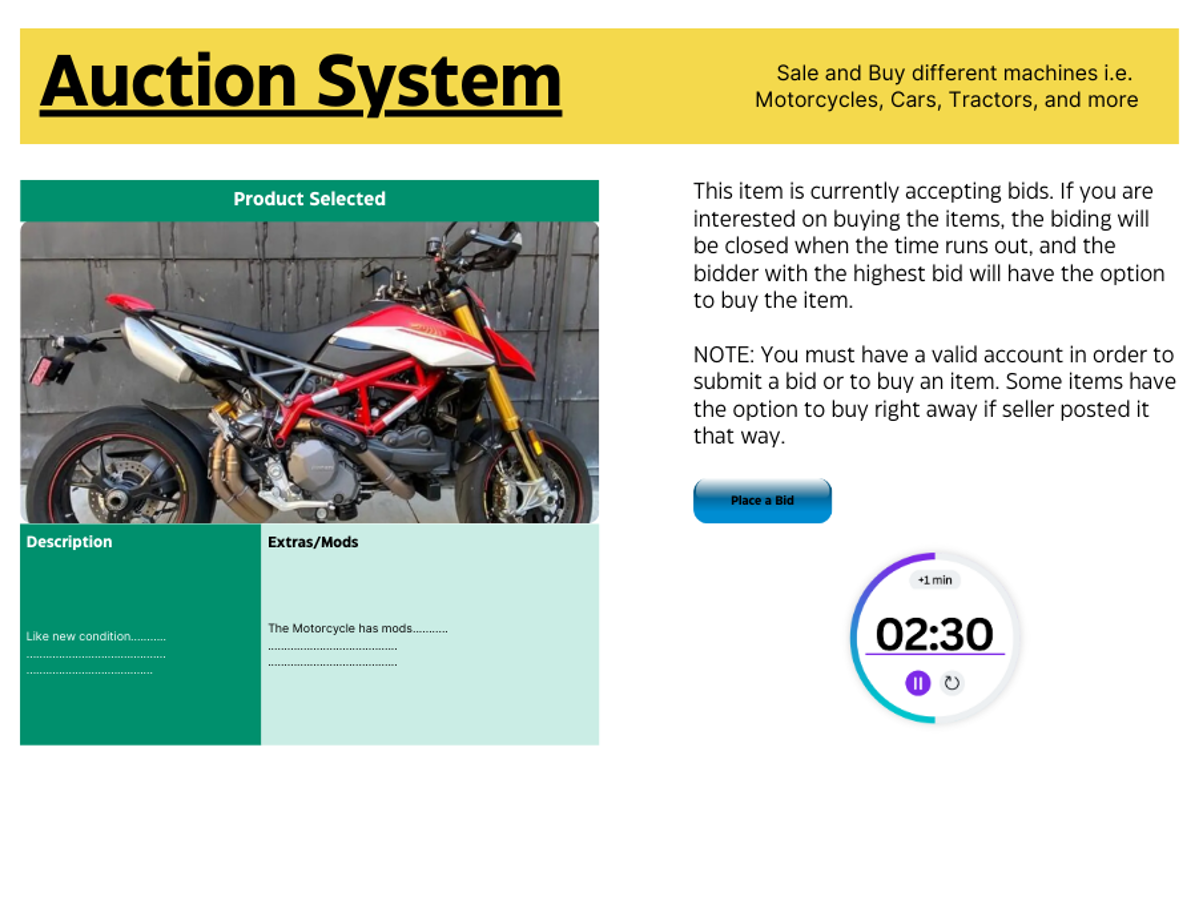 Auction System
Sale and Buy different machines i.e.
Motorcycles, Cars, Tractors, and more
Product Selected
Description
Like new condition...........
...........................................
.......................................
Extras/Mods
The Motorcycle has mods...........
........................................
........................................
This item is currently accepting bids. If you are
interested on buying the items, the biding will
be closed when the time runs out, and the
bidder with the highest bid will have the option
to buy the item.
NOTE: You must have a valid account in order to
submit a bid or to buy an item. Some items have
the option to buy right away if seller posted it
that way.
Place a Bid
+1 min
02:30